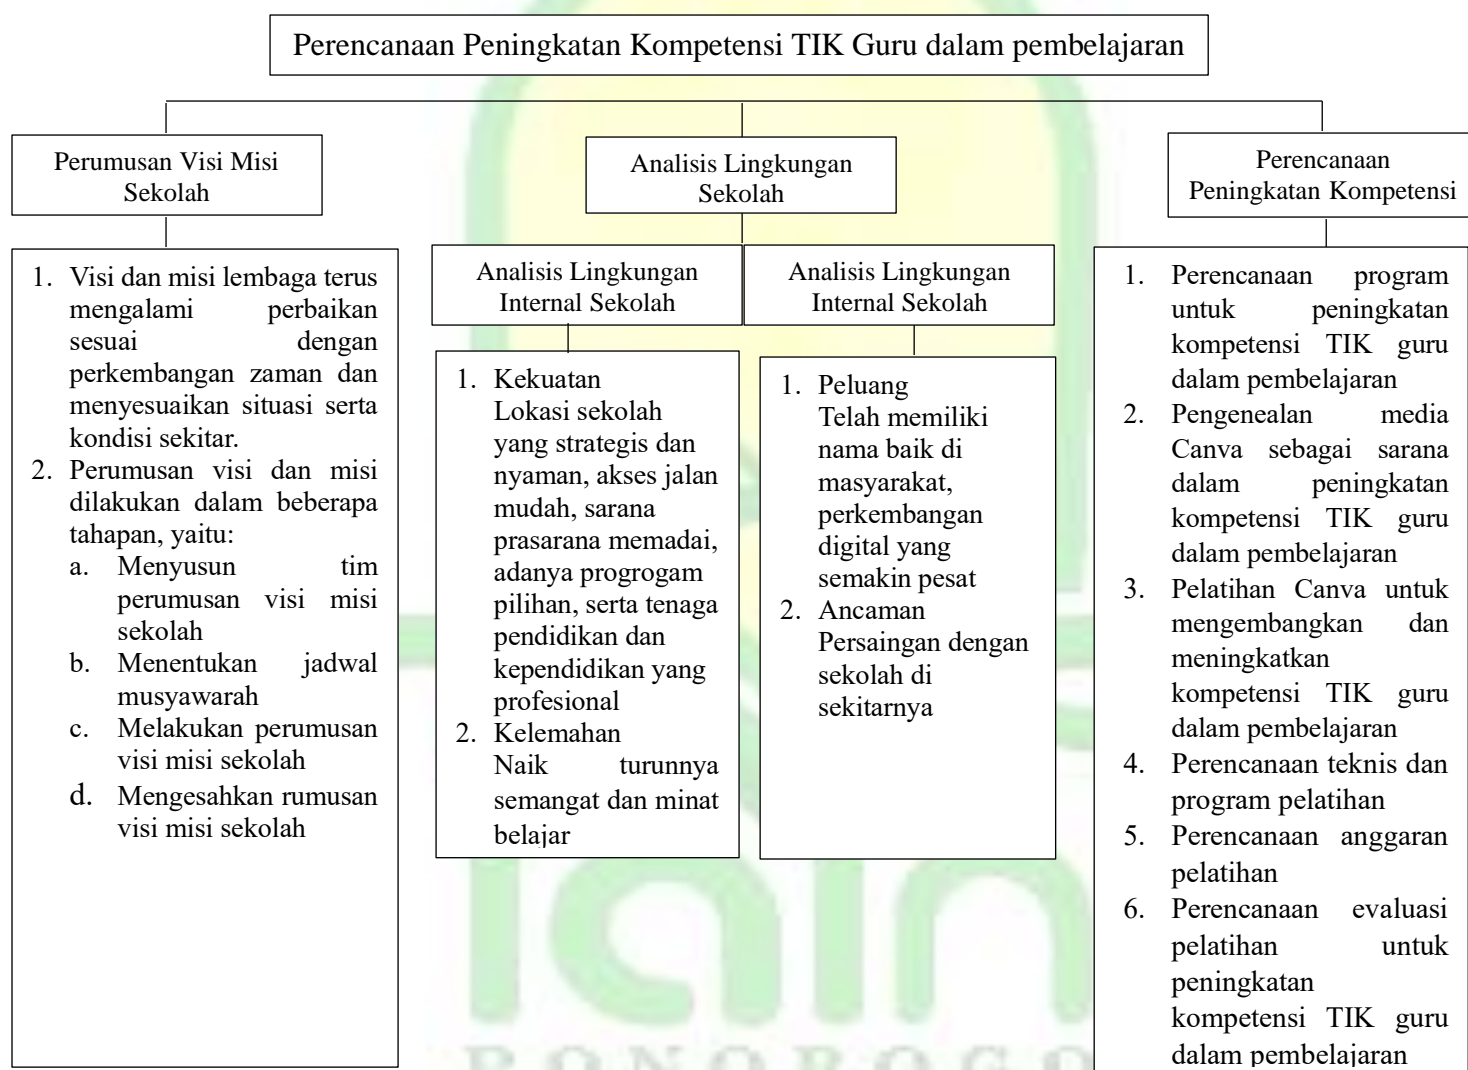 Perencanaan Peningkatan Kompetensi TIK Guru dalam pembelajaran
Perumusan Visi Misi
Sekolah
1. Visi dan misi lembaga terus
mengalami perbaikan
sesuai dengan
perkembangan zaman dan
menyesuaikan situasi serta
kondisi sekitar.
2. Perumusan visi dan misi
dilakukan dalam beberapa
tahapan, yaitu:
a. Menyusun tim
perumusan visi misi
sekolah
b. Menentukan jadwal
musyawarah
c. Melakukan perumusan
visi misi sekolah
d. Mengesahkan rumusan
visi misi sekolah
Analisis Lingkungan
Sekolah
Analisis Lingkungan
Internal Sekolah
1. Kekuatan
Lokasi sekolah
yang strategis dan
nyaman, akses jalan
mudah, sarana
prasarana memadai,
adanya progrogam
pilihan, serta tenaga
pendidikan dan
kependidikan yang
profesional
2. Kelemahan
Naik turunnya
semangat dan minat
belajar
Analisis Lingkungan
Internal Sekolah
1. Peluang
Telah memiliki
nama baik di
masyarakat,
perkembangan
digital yang
semakin pesat
2. Ancaman
Persaingan dengan
sekolah di
sekitarnya
Perencanaan
Peningkatan Kompetensi
1. Perencanaan program
untuk peningkatan
kompetensi TIK guru
dalam pembelajaran
2. Pengenealan media
Canva sebagai sarana
dalam peningkatan
kompetensi TIK guru
dalam pembelajaran
3. Pelatihan Canva untuk
mengembangkan dan
meningkatkan
kompetensi TIK guru
dalam pembelajaran
4. Perencanaan teknis dan
program pelatihan
5. Perencanaan anggaran
pelatihan
6. Perencanaan evaluasi
pelatihan untuk
peningkatan
kompetensi TIK guru
dalam pembelajaran
iain
PONOROGO